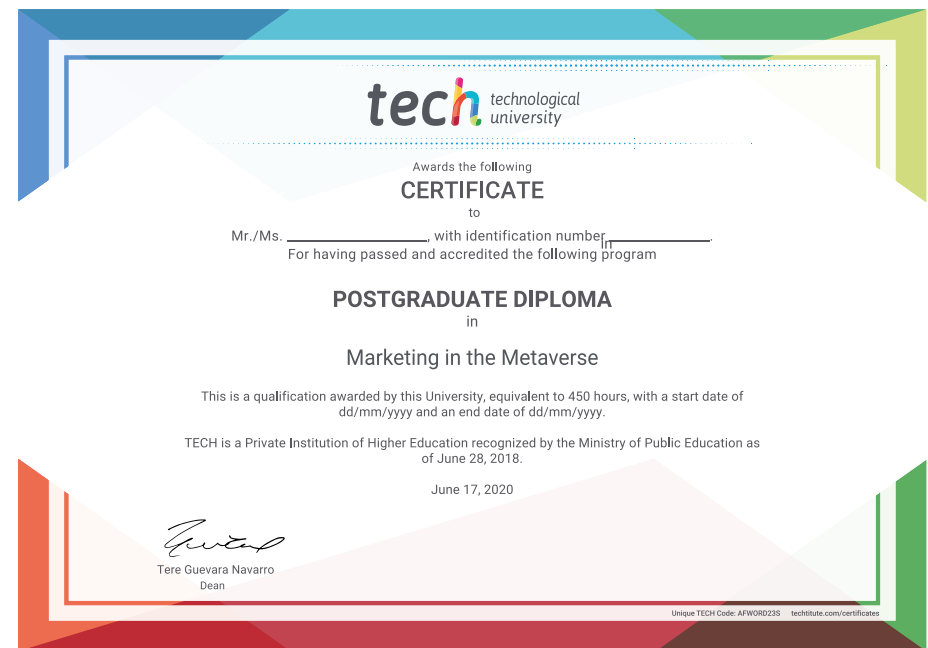 tech technological
university
Awards the following
CERTIFICATE
to
Mr./Ms. ____________, with identification number ____________.
In
For having passed and accredited the following program
POSTGRADUATE DIPLOMA
in
Marketing in the Metaverse
This is a qualification awarded by this University, equivalent to 450 hours, with a start date of
dd/mm/yyyy and an end date of dd/mm/yyyy.
TECH is a Private Institution of Higher Education recognized by the Ministry of Public Education as
of June 28, 2018.
June 17, 2020
Tere Guevara Navarro
Dean
Unique TECH Code: AFWORD23S techtitute.com/certificates